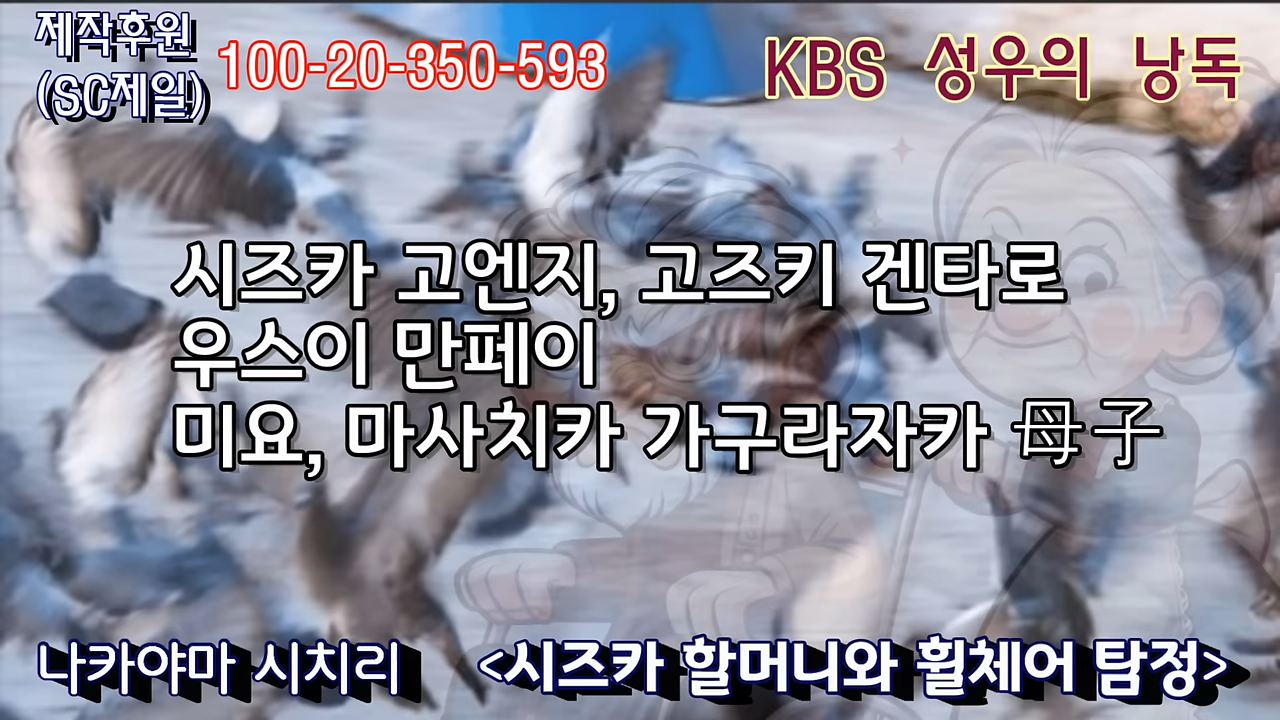 제작후원
(SC제일)
100-20-350-593
KBS 성우의 낭독
시즈카 고엔지, 고즈키 겐타로
우스이 만페이
미요, 마사치카 가구라자카 母子
나카야마 시치리 <시즈카 할머니와 휠체어 탐정>